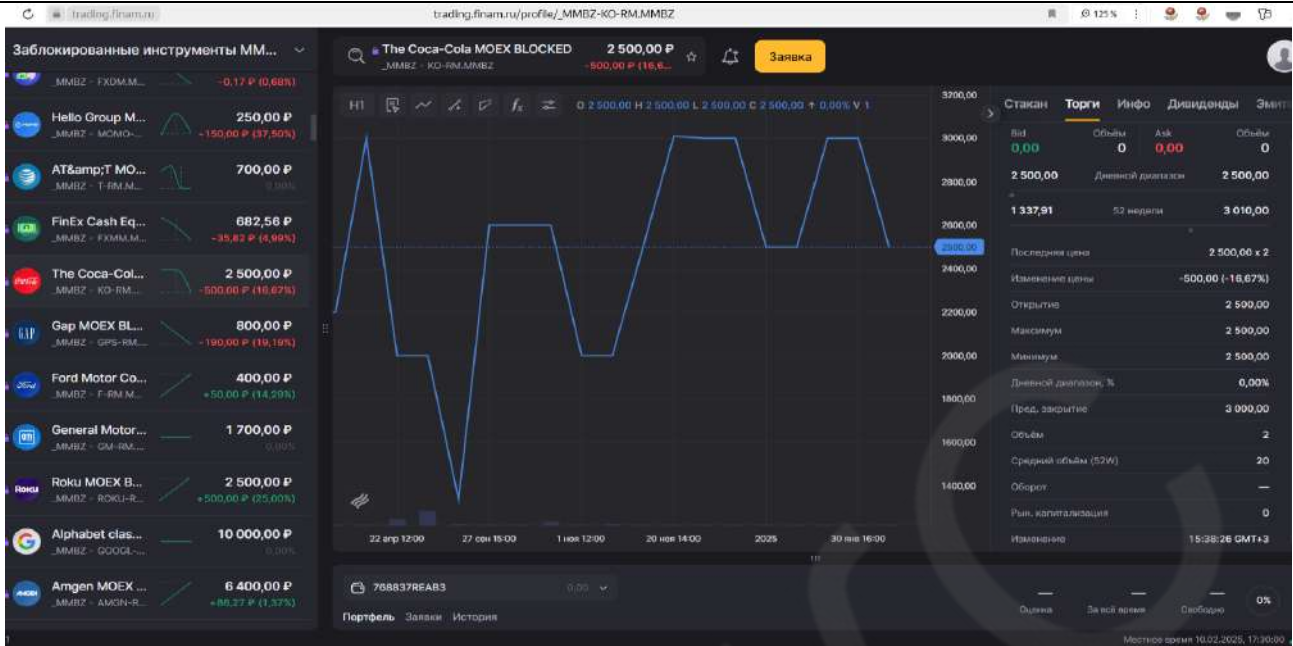 trading.finam.ru
trading.finam.ru/profile/_MMBZ-KO-RM.MMBZ
125 %
Заблокированные инструменты MM...
_MMBZ - FXDM.M...
-0,17 ₽ (0,68%)
Hello Group M...
250,00 ₽
_MMBZ - MOMO-...
-150,00 ₽ (37,50%)
AT&amp;T MO...
700,00 ₽
_MMBZ - T-RM.M...
0,00%
FinEx Cash Eq...
682,56 ₽
_MMBZ - FXMM.M...
-35,82 ₽ (4,99%)
The Coca-Col...
2 500,00 ₽
_MMBZ - KO-RM....
-500,00 ₽ (16,67%)
Gap MOEX BL...
800,00 ₽
_MMBZ - GPS-RM....
-190,00 ₽ (19,19%)
Ford Motor Co...
400,00 ₽
_MMBZ - F-RM.M...
+50,00 ₽ (14,29%)
General Motor...
1 700,00 ₽
_MMBZ - GM-RM....
0,00%
Roku MOEX B...
2 500,00 ₽
_MMBZ - ROKU-R...
+500,00 ₽ (25,00%)
Alphabet clas...
10 000,00 ₽
_MMBZ - GOOGL-...
0,00%
Amgen MOEX ...
6 400,00 ₽
_MMBZ - AMGN-R...
+86,27 ₽ (1,37%)
The Coca-Cola MOEX BLOCKED
2 500,00 ₽
_MMBZ - KO-RM.MMBZ
-500,00 ₽ (16,6...
Заявка
H1
O 2 500,00 H 2 500,00 L 2 500,00 C 2 500,00 + 0,00% V 1
3200,00
3000,00
2800,00
2600,00
2500,00
2400,00
2200,00
2000,00
1800,00
1600,00
1400,00
22 апр 12:00
27 сен 15:00
1 ноя 12:00
20 ноя 14:00
2025
30 янв 16:00
Стакан
Торги
Инфо
Дивиденды
Эмит
Bid
Объём
Ask
Объём
0,00
0
0,00
0
2 500,00
Дневной диапазон
2 500,00
1 337,91
52 недели
3 010,00
Последняя цена
2 500,00 x 2
Изменение цены
-500,00 (-16,67%)
Открытие
2 500,00
Максимум
2 500,00
Минимум
2 500,00
Дневной диапазон, %
0,00%
Пред. закрытие
3 000,00
Объём
2
Средний объём (52W)
20
Оборот
—
Рын. капитализация
0
Изменение
15:38:26 GMT+3
768837REAB3
0,00
Портфель
Заявки
История
Оценка
За всё время
Свободно
0%
Местное время 10.02.2025, 17:30:00